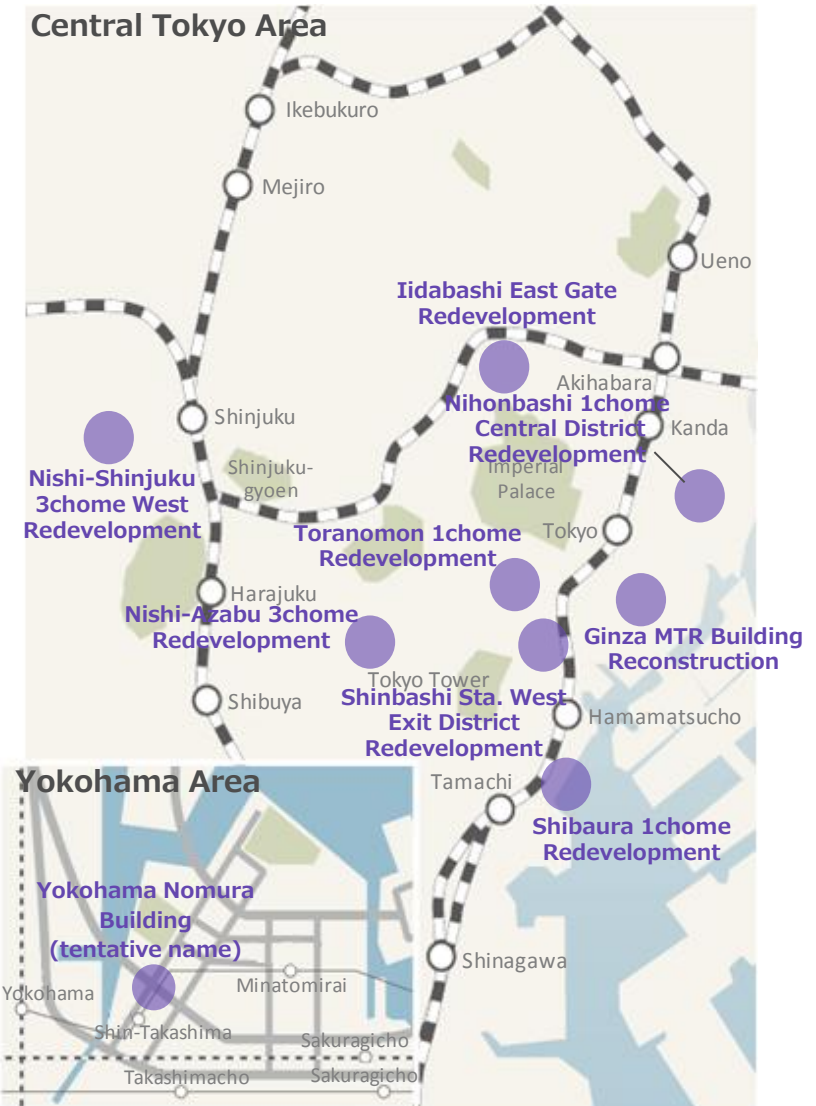 Central Tokyo Area
Ikebukuro
Mejiro
Ueno
Iidabashi East Gate
Redevelopment
Akihabara
Nihonbashi 1chome
Central District
Redevelopment
Kanda
Shinjuku
Shinjuku-
gyoen
Imperial
Palace
Nishi-Shinjuku
3chome West
Redevelopment
Tokyo
Toranomon 1chome
Redevelopment
Harajuku
Nishi-Azabu 3chome
Redevelopment
Ginza MTR Building
Reconstruction
Tokyo Tower
Shibuya
Shinbashi Sta. West
Exit District
Redevelopment
Hamamatsucho
Tamachi
Shibaura 1chome
Redevelopment
Shinagawa
Yokohama Area
Yokohama Nomura
Building
(tentative name)
Yokohama
Minatomirai
Shin-Takashima
Sakuragicho
Takashimacho
Sakuragicho